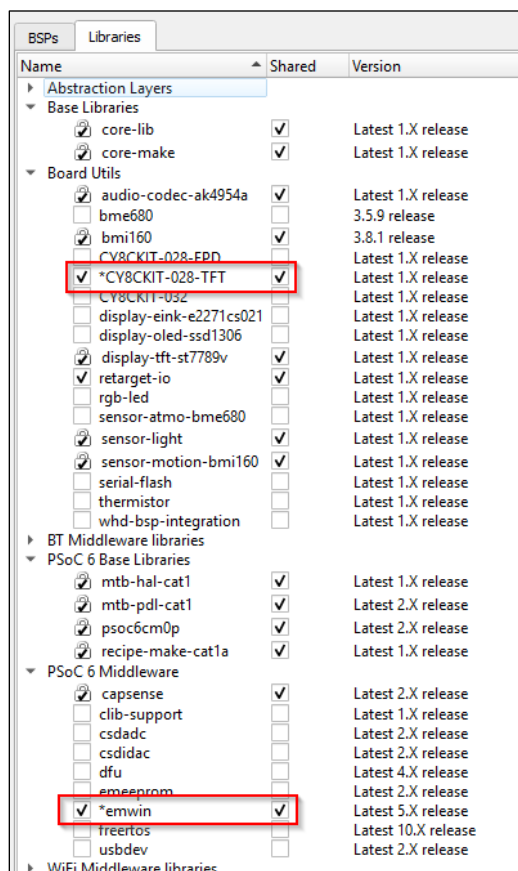 BSPs Libraries
Name Shared Version
Abstraction Layers
Base Libraries
core-lib Latest 1.X release
core-make Latest 1.X release
Board Utils
audio-codec-ak4954a Latest 1.X release
bme680 3.5.9 release
bmi160 3.8.1 release
CY8CKIT-028-EPD Latest 1.X release
*CY8CKIT-028-TFT Latest 1.X release
CY8CKIT-032 Latest 1.X release
display-eink-e2271cs021 Latest 1.X release
display-oled-ssd1306 Latest 1.X release
display-tft-st7789v Latest 1.X release
retarget-io Latest 1.X release
rgb-led Latest 1.X release
sensor-atmo-bme680 Latest 1.X release
sensor-light Latest 1.X release
sensor-motion-bmi160 Latest 1.X release
serial-flash Latest 1.X release
thermistor Latest 1.X release
whd-bsp-integration Latest 1.X release
BT Middleware libraries
PSoC 6 Base Libraries
mtb-hal-cat1 Latest 1.X release
mtb-pdl-cat1 Latest 2.X release
psoc6cm0p Latest 2.X release
recipe-make-cat1a Latest 1.X release
PSoC 6 Middleware
capsense Latest 2.X release
clib-support Latest 1.X release
csdadc Latest 2.X release
csdidac Latest 2.X release
dfu Latest 4.X release
emeeprom Latest 2.X release
*emwin Latest 5.X release
freertos Latest 10.X release
usbdev Latest 2.X release
WiFi Middleware libraries